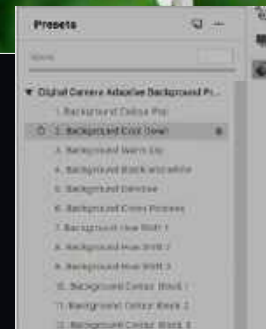 Presets
Digital Camera Adaptive Background Pr...
1. Background Colour Pop
2. Background Cool Down
3. Background Warm Up
4. Background Black and White
5. Background
6. Background
7. Background Hue Shift 1
8. Background Hue Shift 2
9. Background Hue Shift 3
10. Background Colour Block 1
11. Background Colour Block 2
12. Background Colour Block 3